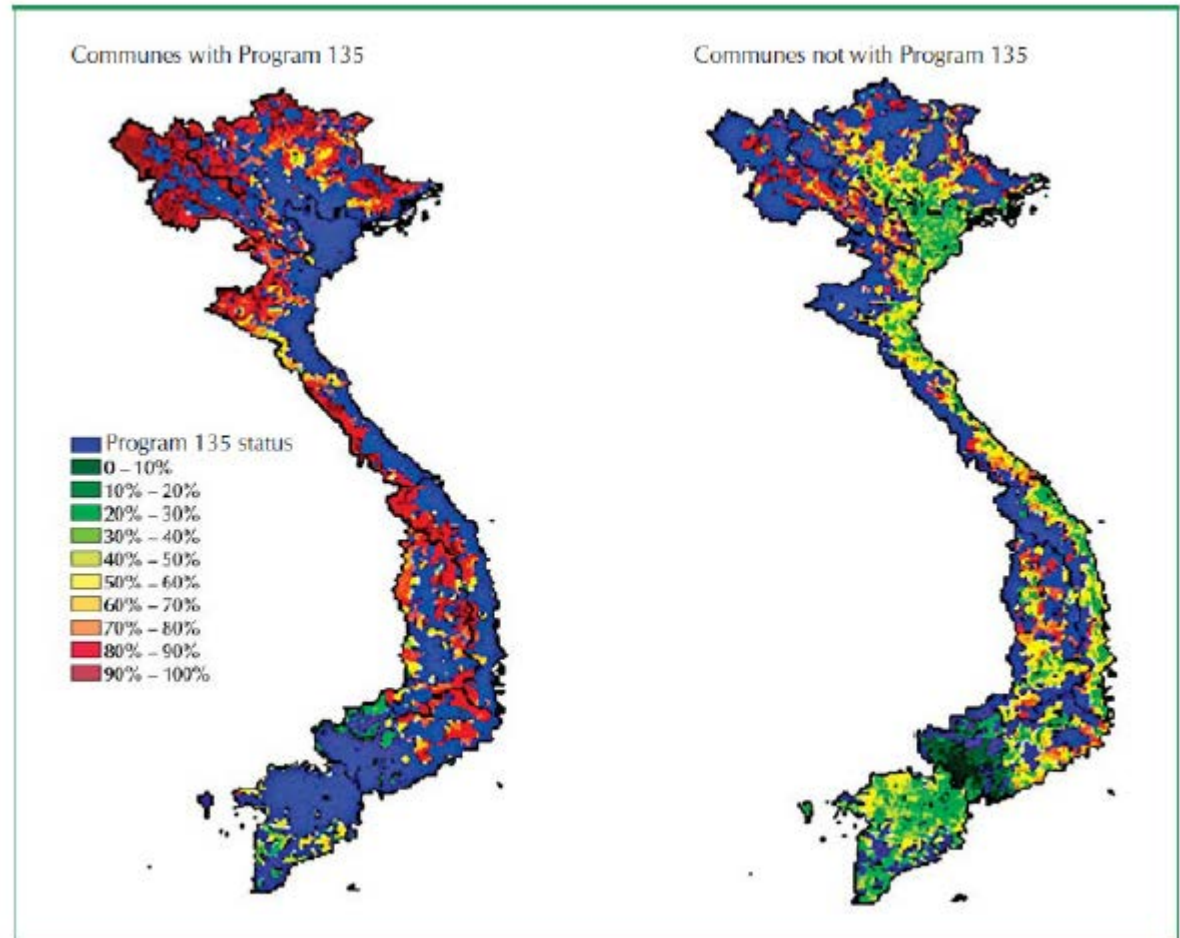 Communes with Program 135
Communes not with Program 135
Program 135 status
0 – 10%
10% – 20%
20% – 30%
30% – 40%
40% – 50%
50% – 60%
60% – 70%
70% – 80%
80% – 90%
90% – 100%